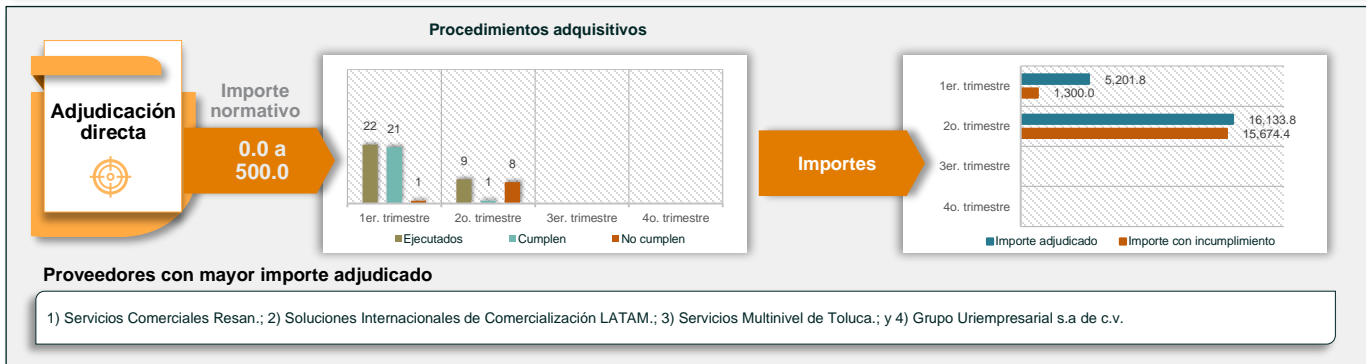 Procedimientos adquisitivos
Adjudicación
directa
Importe
normativo
0.0 a
500.0
22
21
1
9
1
8
1er. trimestre
2o. trimestre
3er. trimestre
4o. trimestre
Ejecutados
Cumplen
No cumplen
Importes
1er. trimestre
5,201.8
1,300.0
2o. trimestre
16,133.8
15,674.4
3er. trimestre
4o. trimestre
Importe adjudicado
Importe con incumplimiento
Proveedores con mayor importe adjudicado
1) Servicios Comerciales Resan.; 2) Soluciones Internacionales de Comercialización LATAM.; 3) Servicios Multinivel de Toluca.; y 4) Grupo Uriempresarial s.a de c.v.